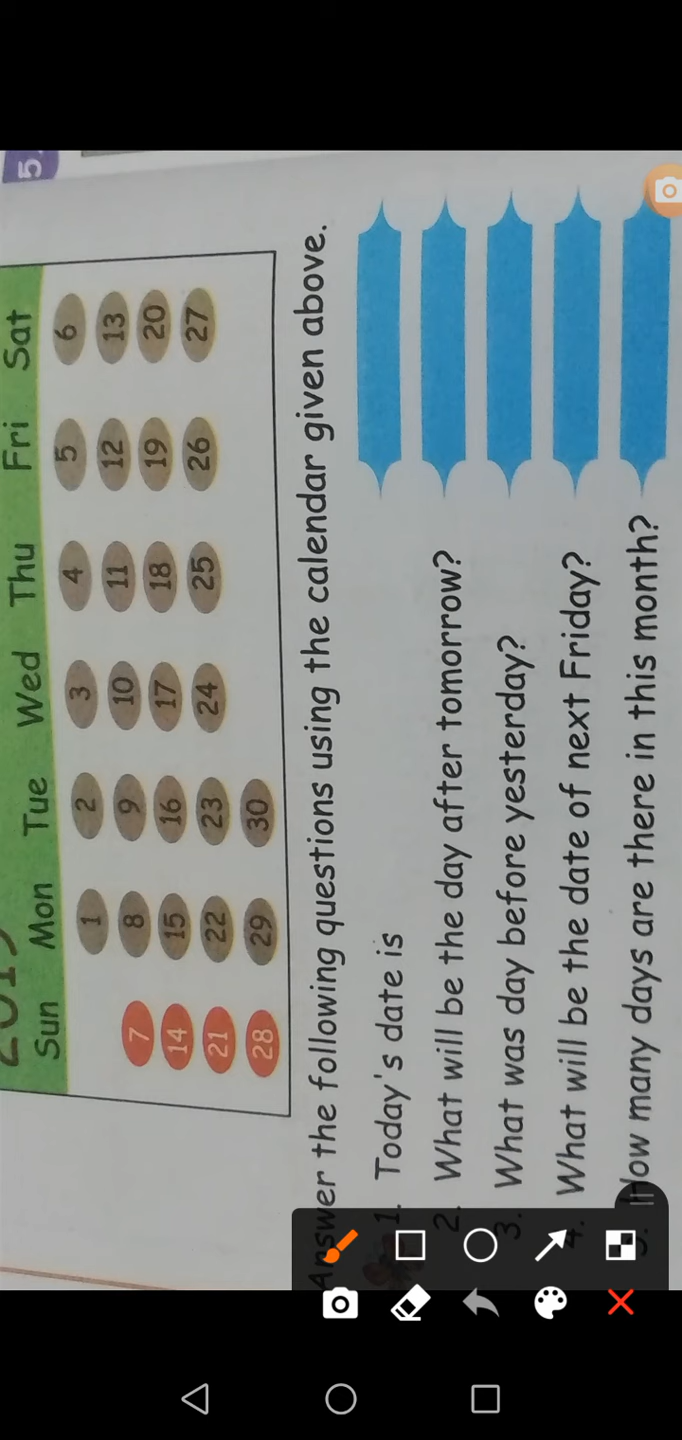 5.
Sun Mon Tue Wed Thu Fri Sat
1 2 3 4 5 6
7 8 9 10 11 12 13
14 15 16 17 18 19 20
21 22 23 24 25 26 27
28 29 30
Answer the following questions using the calendar given above.
1. Today's date is
2. What will be the day after tomorrow?
3. What was day before yesterday?
4. What will be the date of next Friday?
5. How many days are there in this month?